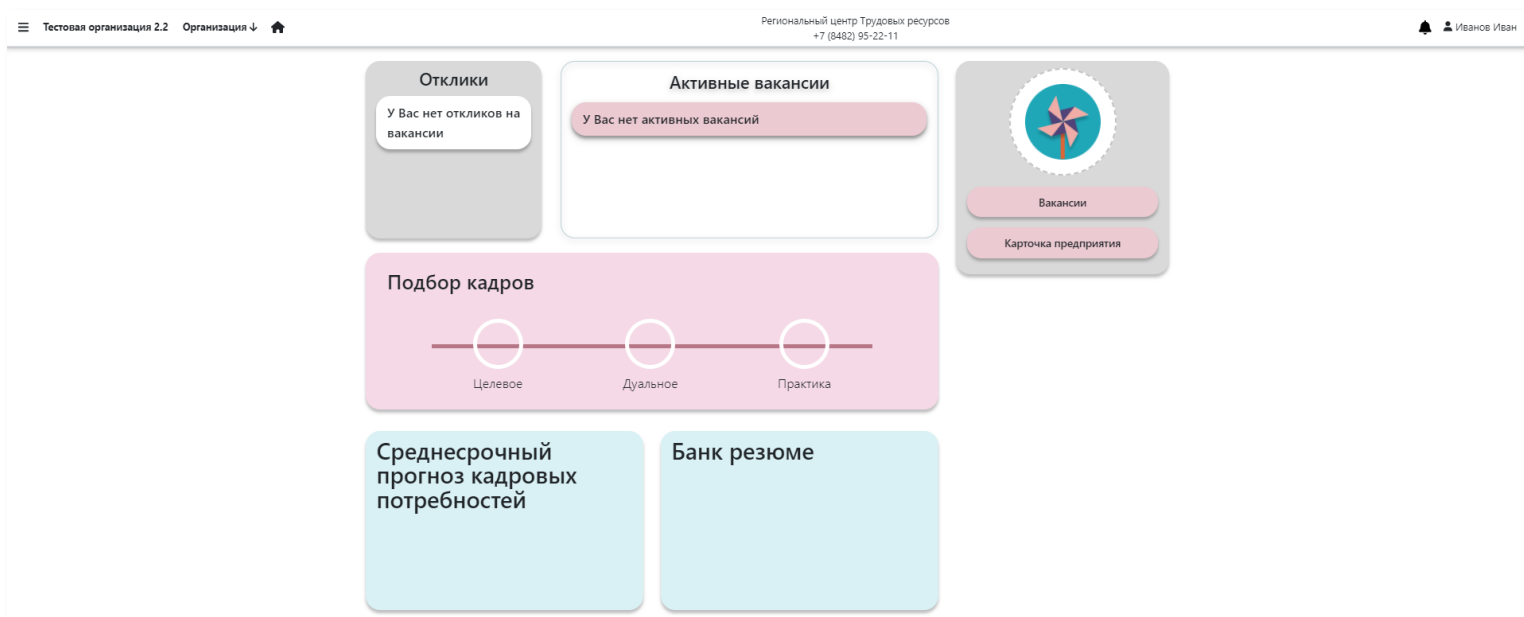 Тестовая организация 2.2 Организация ↓
Региональный центр Трудовых ресурсов
+7 (8482) 95-22-11
Иванов Иван
Отклики
У Вас нет откликов на
вакансии
Активные вакансии
У Вас нет активных вакансий
Вакансии
Карточка предприятия
Подбор кадров
Целевое
Дуальное
Практика
Среднесрочный
прогноз кадровых
потребностей
Банк резюме